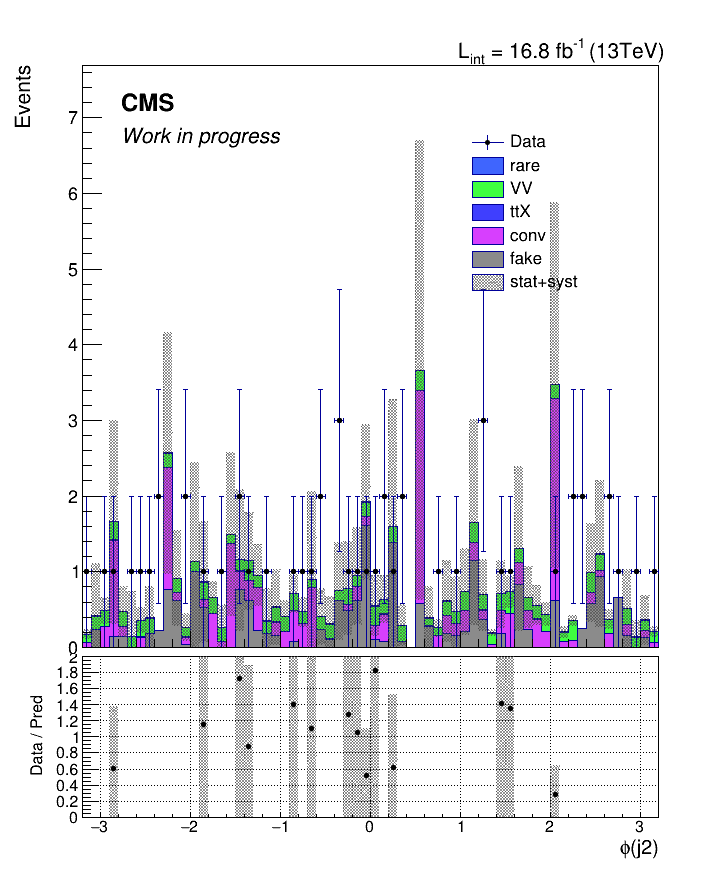 L_int = 16.8 fb^-1 (13TeV)
Events
CMS
Work in progress
Data
rare
VV
ttX
conv
fake
stat+syst
7
6
5
4
3
2
1
0
Data / Pred
2
1.8
1.6
1.4
1.2
1
0.8
0.6
0.4
0.2
0
−3 −2 −1 0 1 2 3
ϕ(j2)